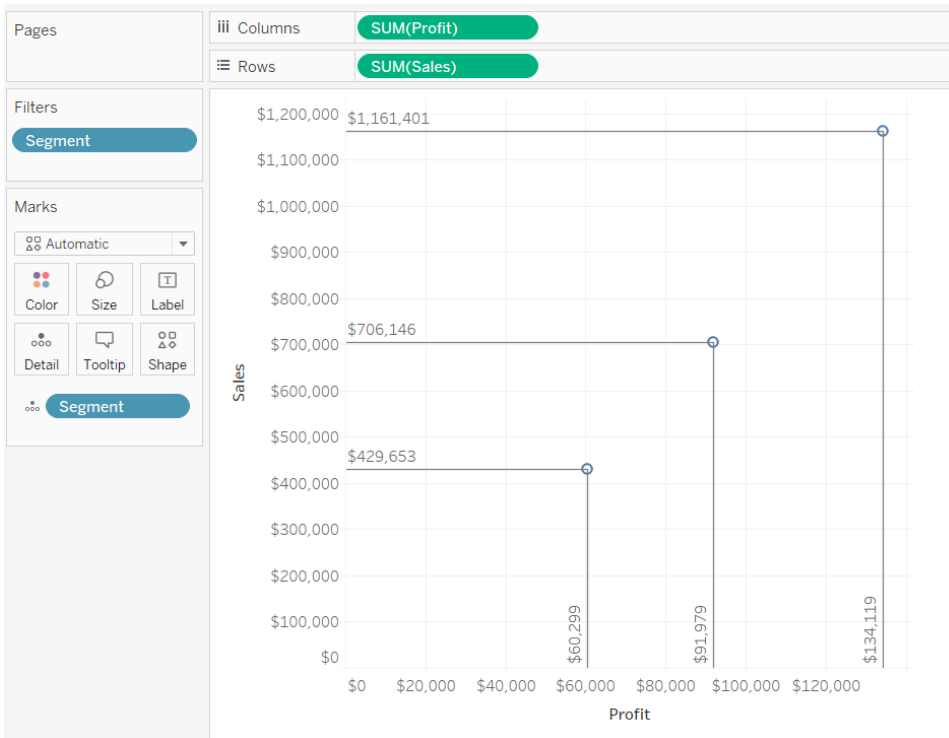 Pages
Columns
SUM(Profit)
Rows
SUM(Sales)
Filters
Segment
Marks
Automatic
Color
Size
T
Label
Detail
Tooltip
Shape
Segment
Sales
$1,200,000
$1,100,000
$1,000,000
$900,000
$800,000
$700,000
$600,000
$500,000
$400,000
$300,000
$200,000
$100,000
$0
$1,161,401
$706,146
$429,653
$60,299
$91,979
$134,119
$0 $20,000 $40,000 $60,000 $80,000 $100,000 $120,000
Profit